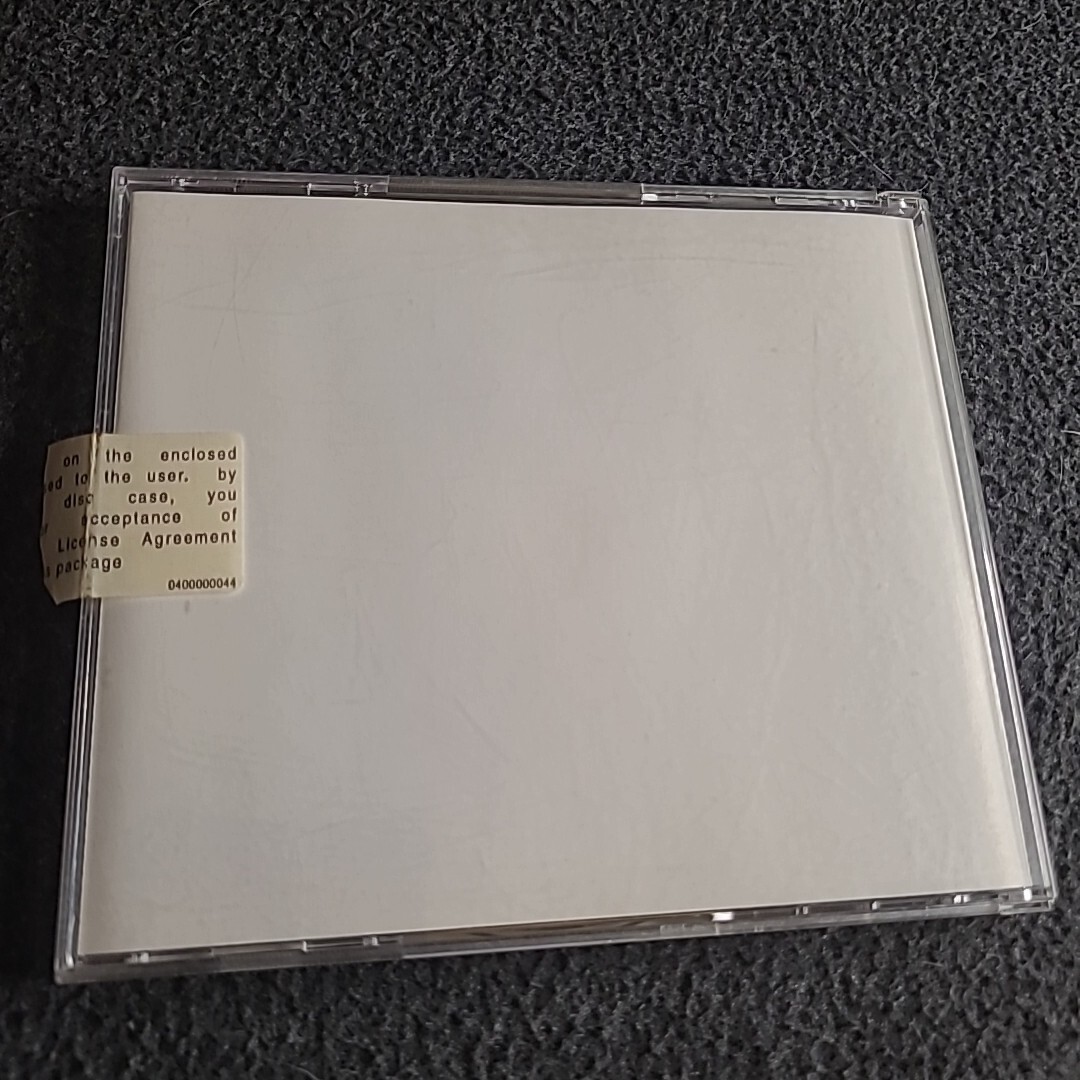 on the enclosed
to the user. by
disc case, you
acceptance of
License Agreement
package
0400000044